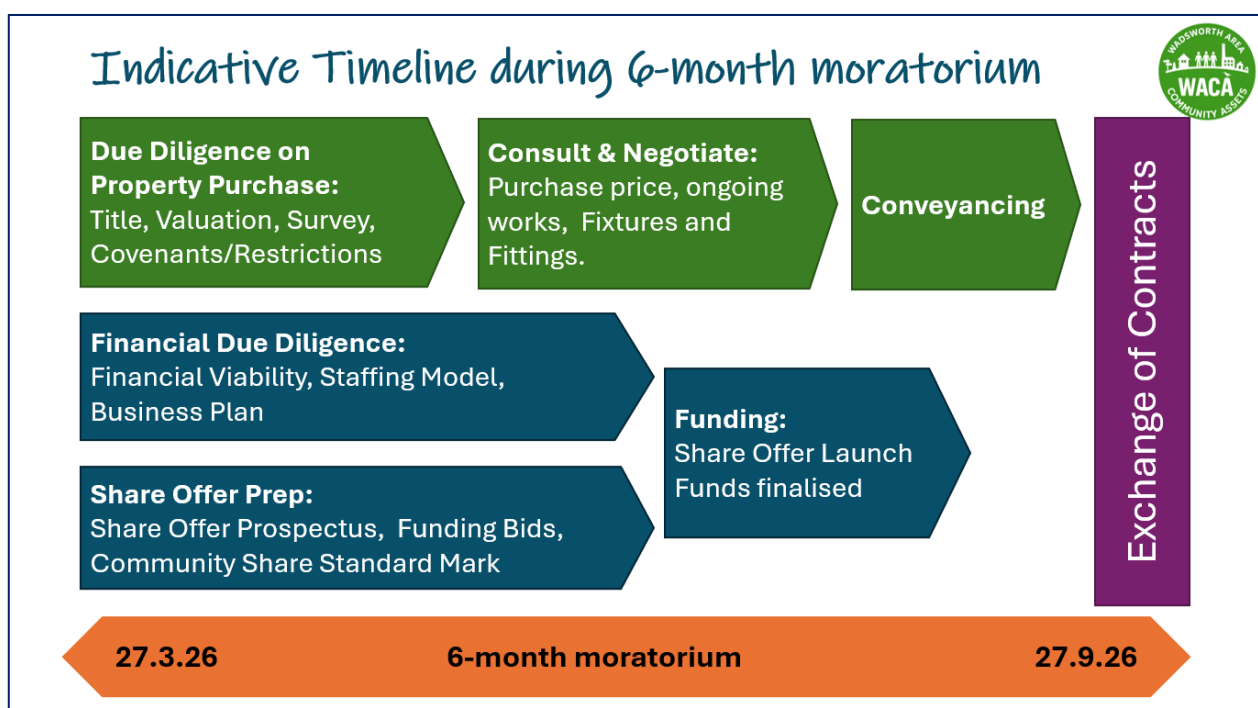 Indicative Timeline during 6-month moratorium
WADSWORTH AREA
WACÀ
COMMUNITY ASSETS
Due Diligence on
Property Purchase:
Title, Valuation, Survey,
Covenants/Restrictions
Consult & Negotiate:
Purchase price, ongoing
works, Fixtures and
Fittings.
Conveyancing
Exchange of Contracts
Financial Due Diligence:
Financial Viability, Staffing Model,
Business Plan
Funding:
Share Offer Launch
Funds finalised
Share Offer Prep:
Share Offer Prospectus, Funding Bids,
Community Share Standard Mark
27.3.26 6-month moratorium 27.9.26